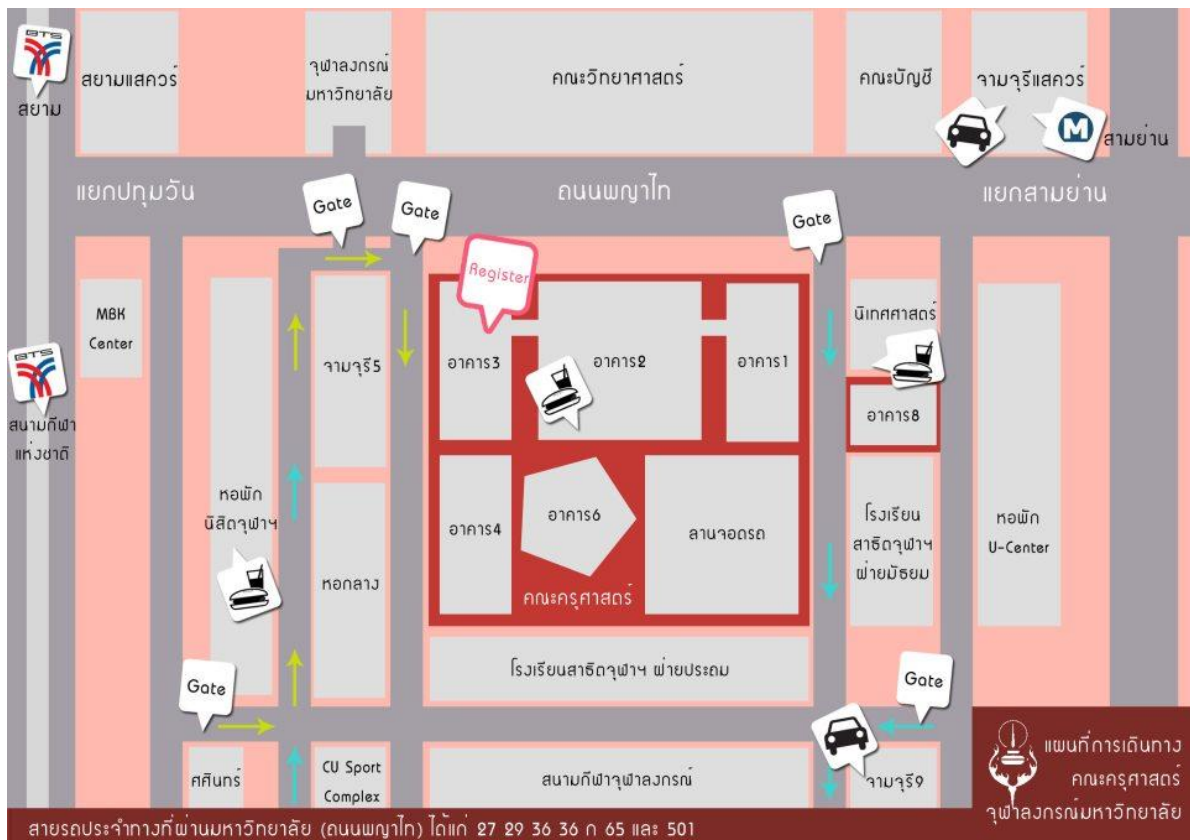 BTS
สยาม
สยามแสควร์
จุฬาลงกรณ์
มหาวิทยาลัย
คณะวิทยาศาสตร์
คณะบัญชี
จามจุรีแสควร์
M
สามย่าน
แยกปทุมวัน
ถนนพญาไท
แยกสามย่าน
Gate
Gate
Gate
Register
MBK
Center
BTS
สนามกีฬา
แห่งชาติ
จามจุรี5
อาคาร3
อาคาร2
อาคาร1
นิเทศศาสตร์
อาคาร8
หอพัก
นิสิตจุฬาฯ
หอกลาง
อาคาร4
อาคาร6
ลานจอดรถ
คณะครุศาสตร์
โรงเรียน
สาธิตจุฬาฯ
ฝ่ายมัธยม
หอพัก
U-Center
โรงเรียนสาธิตจุฬาฯ ฝ่ายประถม
Gate
Gate
ศศินทร์
CU Sport
Complex
สนามกีฬาจุฬาลงกรณ์
จามจุรี9
แผนที่การเดินทาง
คณะครุศาสตร์
จุฬาลงกรณ์มหาวิทยาลัย
สายรถประจำทางที่ผ่านมหาวิทยาลัย (ถนนพญาไท) ได้แก่ 27 29 36 36 ก 65 และ 501